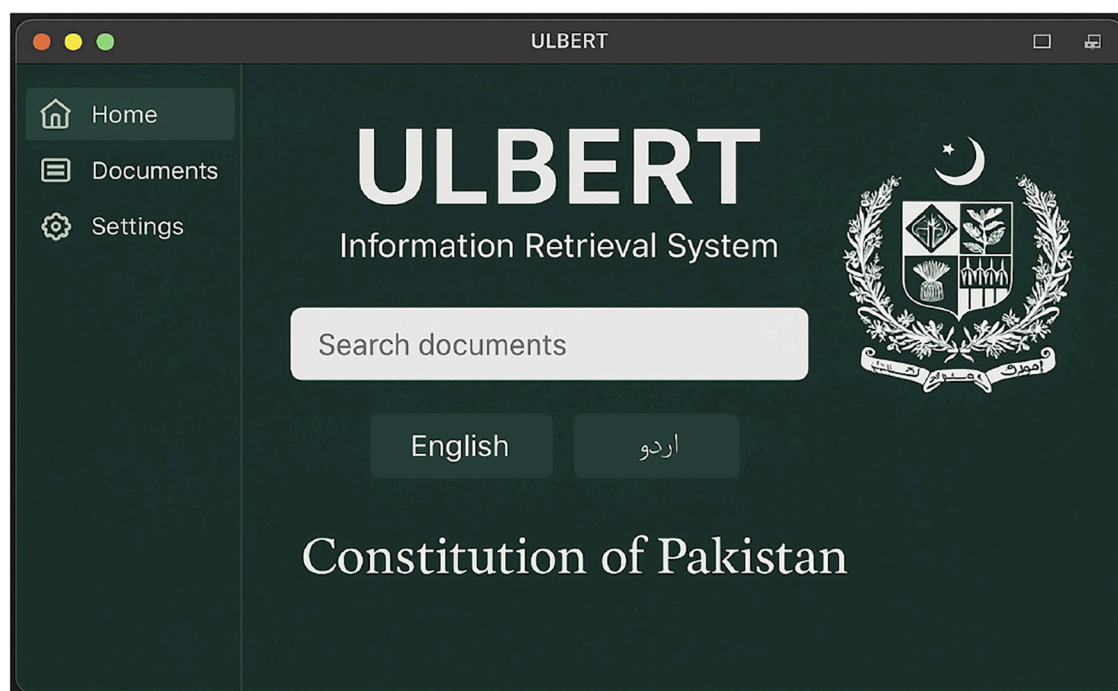 ULBERT
Home
Documents
Settings
ULBERT
Information Retrieval System
Search documents
English
اردو
Constitution of Pakistan